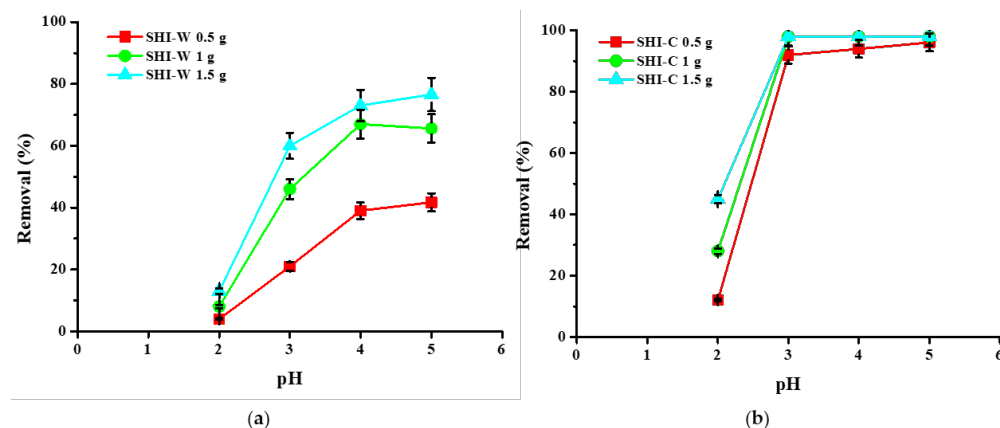 100
80
60
40
20
0
Removal (%)
SHI-W 0.5 g
SHI-W 1 g
SHI-W 1.5 g
0 1 2 3 4 5 6
pH
(a)
100
80
60
40
20
0
Removal (%)
SHI-C 0.5 g
SHI-C 1 g
SHI-C 1.5 g
0 1 2 3 4 5 6
pH
(b)